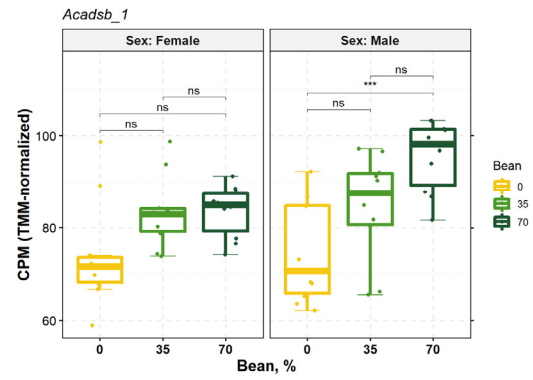 Acadsb_1
Sex: Female
Sex: Male
CPM (TMM-normalized)
100
80
60
ns
ns
ns
ns
***
ns
0 35 70
0 35 70
Bean, %
Bean
0
35
70